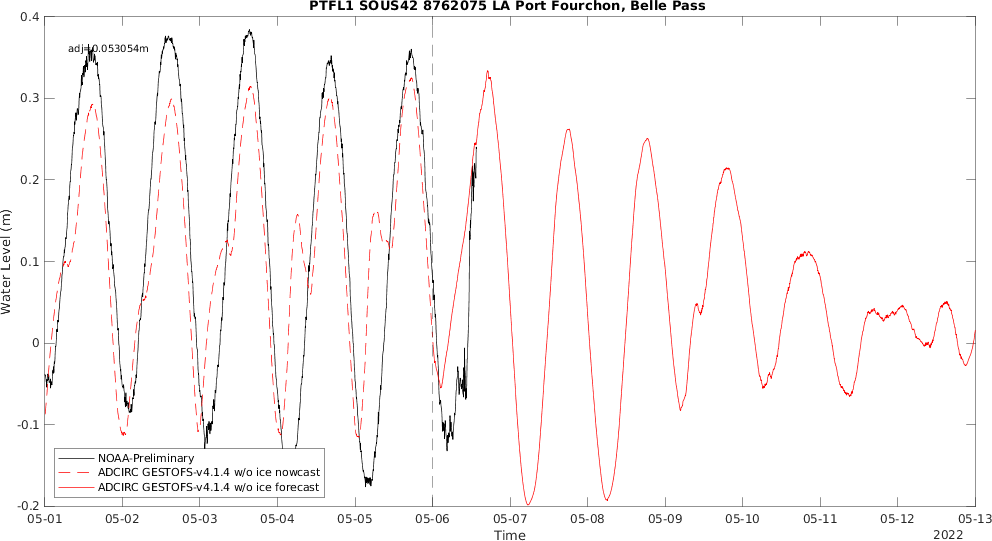 PTFL1 SOUS42 8762075 LA Port Fourchon, Belle Pass
adj=0.053054m
Water Level (m)
0.4
0.3
0.2
0.1
0
-0.1
-0.2
NOAA-Preliminary
ADCIRC GESTOFS-v4.1.4 w/o ice nowcast
ADCIRC GESTOFS-v4.1.4 w/o ice forecast
05-01 05-02 05-03 05-04 05-05 05-06 05-07 05-08 05-09 05-10 05-11 05-12 05-13
Time
2022